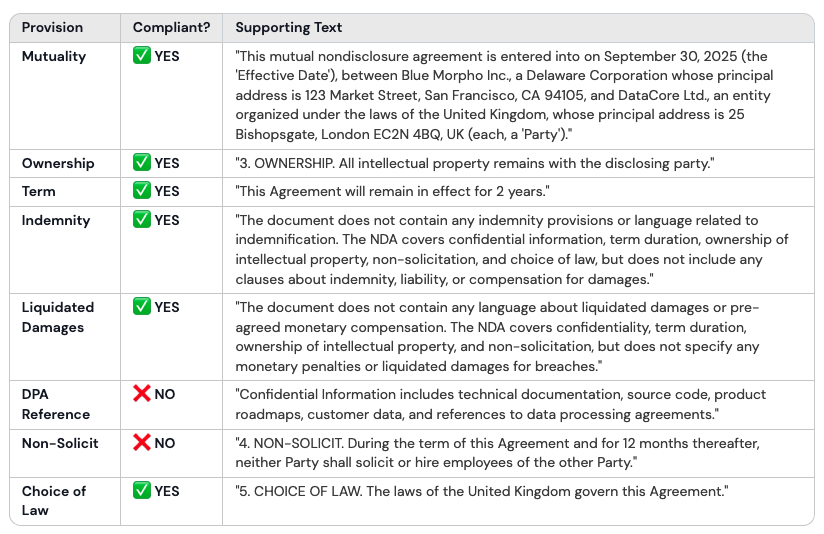 Provision Compliant? Supporting Text
Mutuality ✅ YES "This mutual nondisclosure agreement is entered into on September 30, 2025 (the
'Effective Date'), between Blue Morpho Inc., a Delaware Corporation whose principal
address is 123 Market Street, San Francisco, CA 94105, and DataCore Ltd., an entity
organized under the laws of the United Kingdom, whose principal address is 25
Bishopsgate, London EC2N 4BQ, UK (each, a 'Party')."
Ownership ✅ YES "3. OWNERSHIP. All intellectual property remains with the disclosing party."
Term ✅ YES "This Agreement will remain in effect for 2 years."
Indemnity ✅ YES "The document does not contain any indemnity provisions or language related to
indemnification. The NDA covers confidential information, term duration, ownership of
intellectual property, non-solicitation, and choice of law, but does not include any
clauses about indemnity, liability, or compensation for damages."
Liquidated ✅ YES "The document does not contain any language about liquidated damages or pre-
Damages agreed monetary compensation. The NDA covers confidentiality, term duration,
ownership of intellectual property, and non-solicitation, but does not specify any
monetary penalties or liquidated damages for breaches."
DPA ❌ NO "Confidential Information includes technical documentation, source code, product
Reference roadmaps, customer data, and references to data processing agreements."
Non-Solicit ❌ NO "4. NON-SOLICIT. During the term of this Agreement and for 12 months thereafter,
neither Party shall solicit or hire employees of the other Party."
Choice of ✅ YES "5. CHOICE OF LAW. The laws of the United Kingdom govern this Agreement."
Law